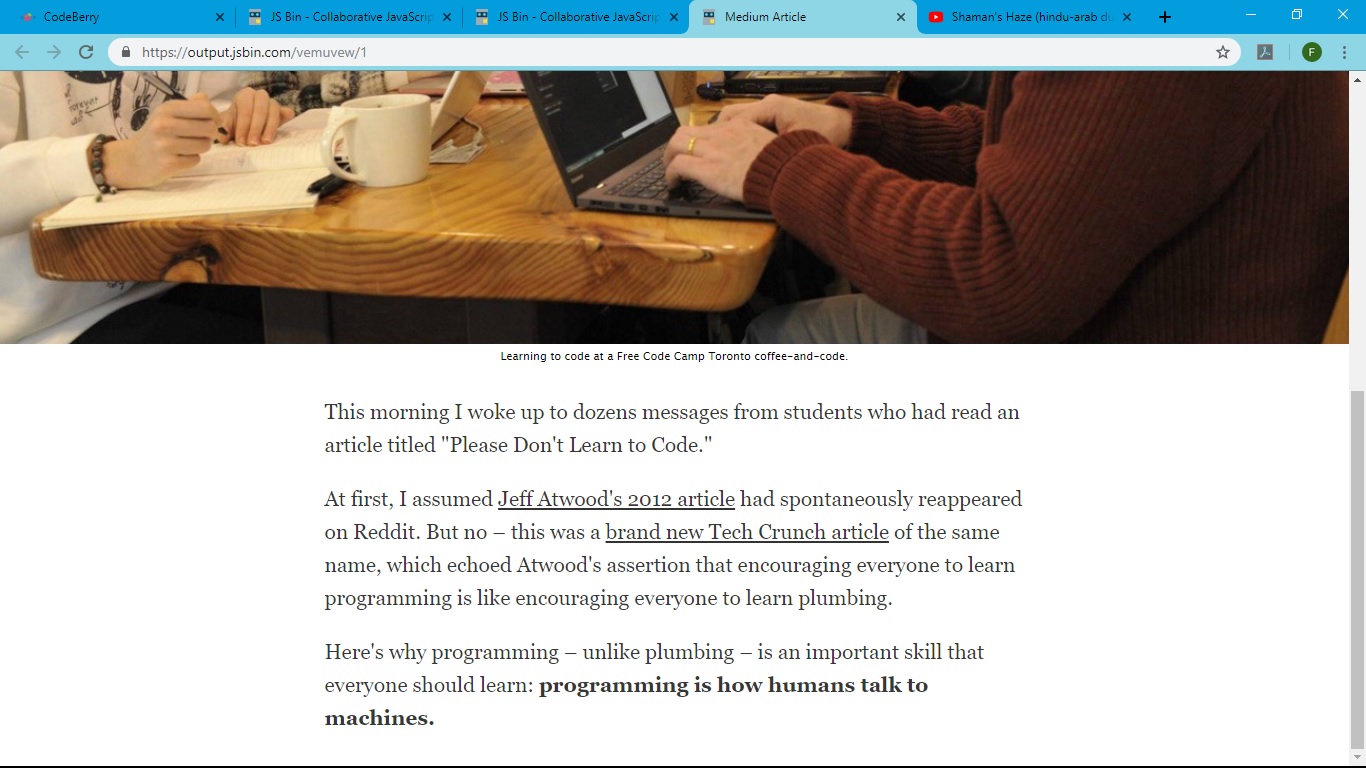 CodeBerry
JS Bin - Collaborative JavaScrip
JS Bin - Collaborative JavaScrip
Medium Article
Shaman's Haze (hindu-arab du
https://output.jsbin.com/vemuvew/1
F
Learning to code at a Free Code Camp Toronto coffee-and-code.
This morning I woke up to dozens messages from students who had read an
article titled "Please Don't Learn to Code."
At first, I assumed Jeff Atwood's 2012 article had spontaneously reappeared
on Reddit. But no – this was a brand new Tech Crunch article of the same
name, which echoed Atwood's assertion that encouraging everyone to learn
programming is like encouraging everyone to learn plumbing.
Here's why programming – unlike plumbing – is an important skill that
everyone should learn: programming is how humans talk to
machines.